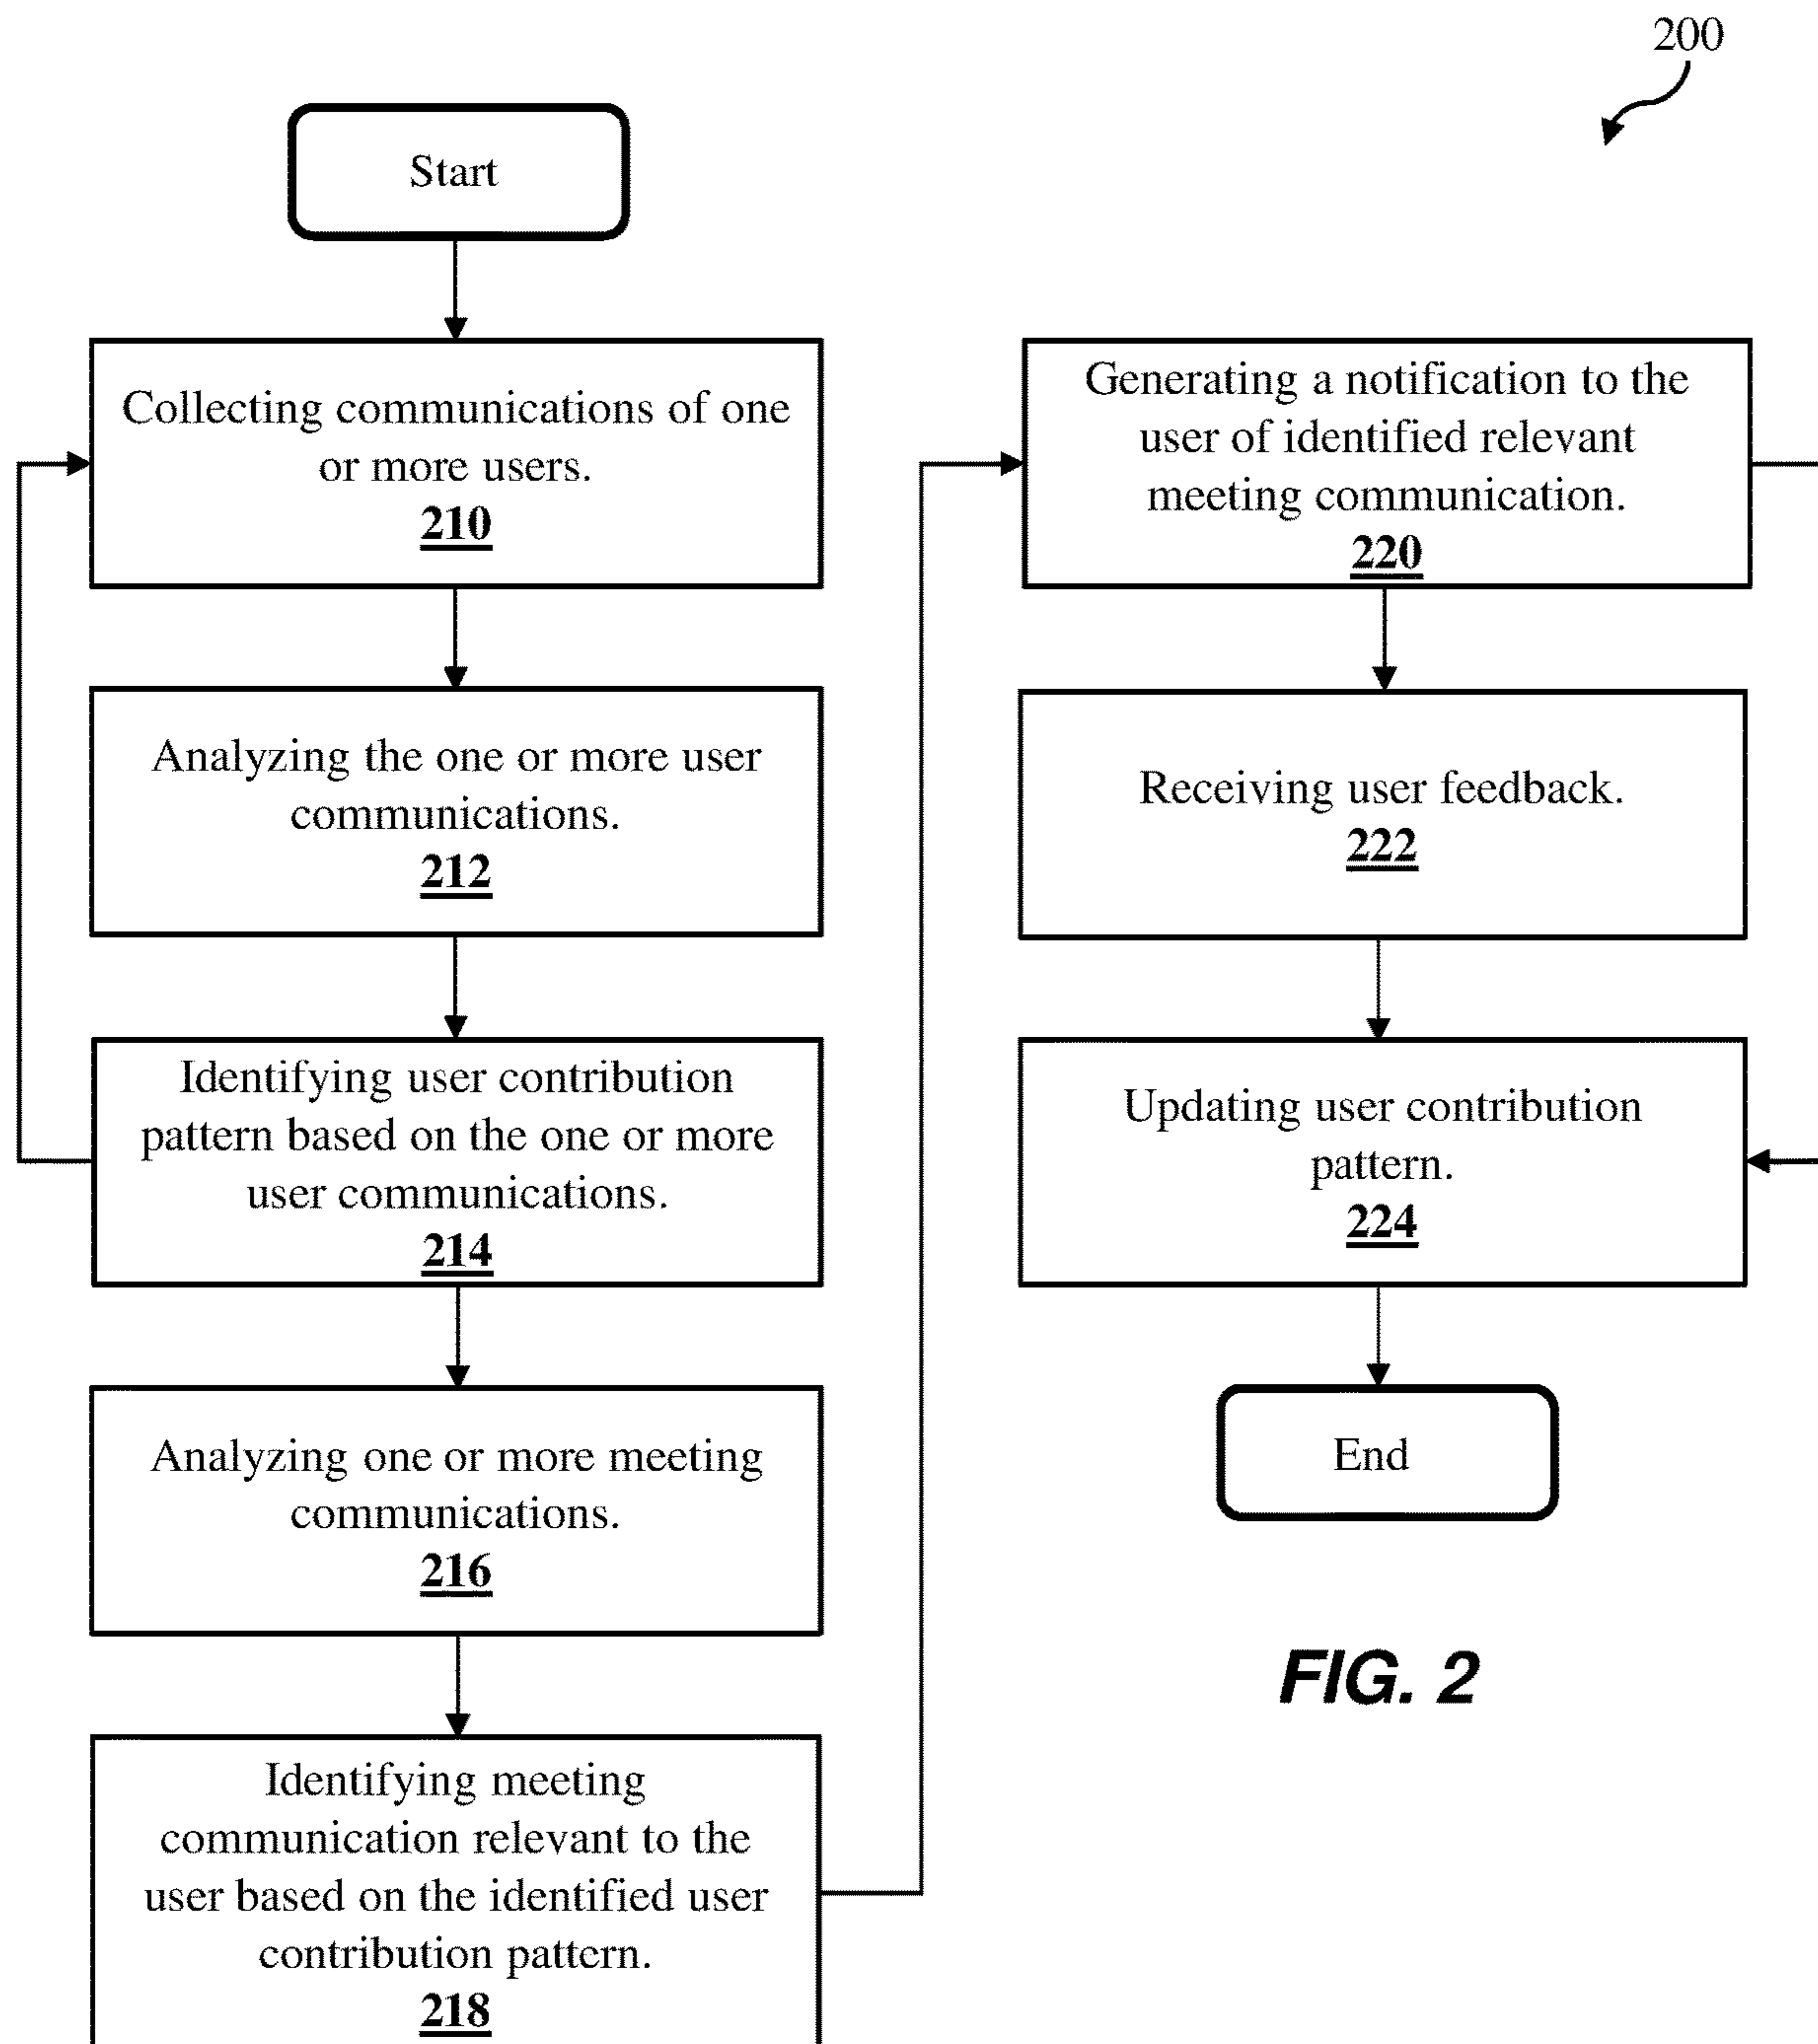 200
Start
Collecting communications of one
or more users.
210
Analyzing the one or more user
communications.
212
Identifying user contribution
pattern based on the one or more
user communications.
214
Analyzing one or more meeting
communications.
216
Identifying meeting
communication relevant to the
user based on the identified user
contribution pattern.
218
Generating a notification to the
user of identified relevant
meeting communication.
220
Receiving user feedback.
222
Updating user contribution
pattern.
224
End
FIG. 2